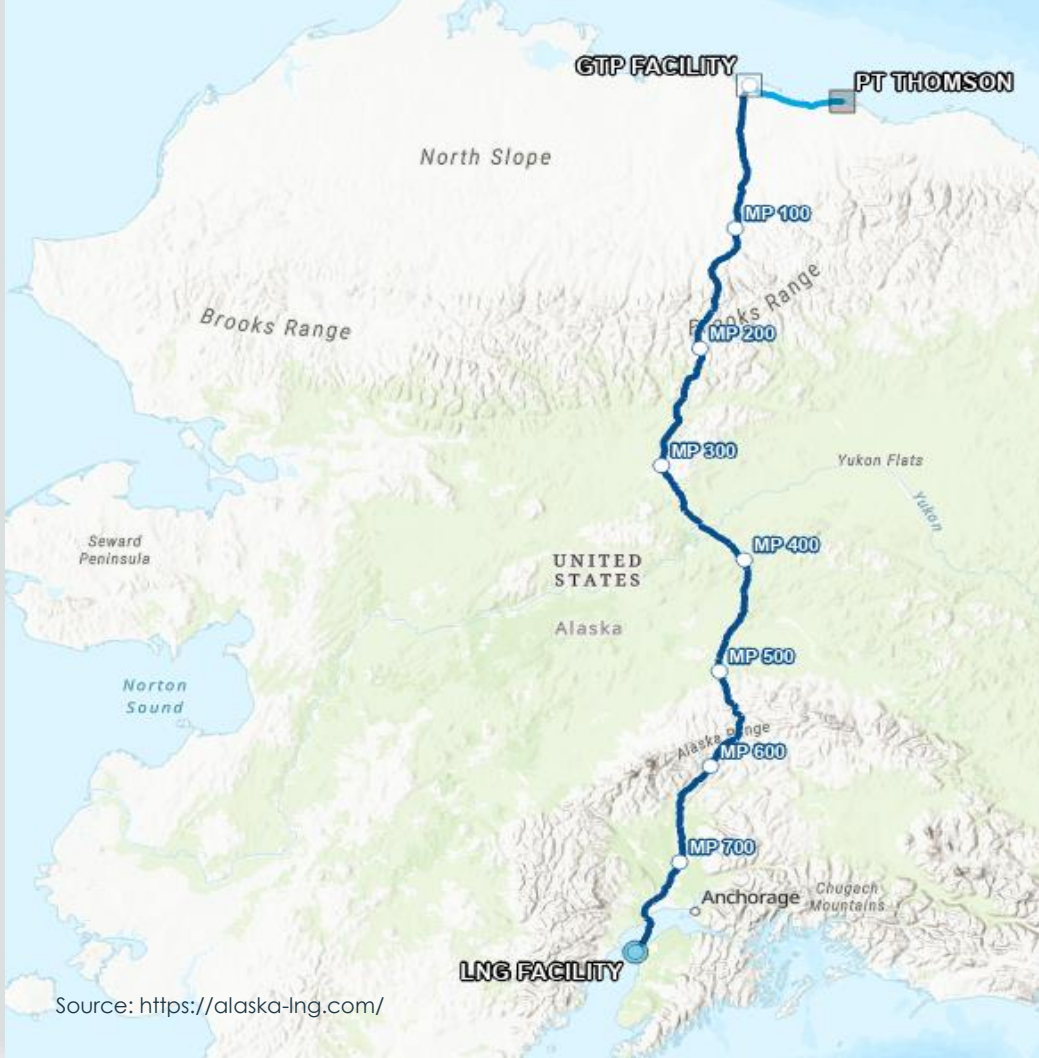 GTP FACILITY
PT THOMSON
North Slope
MP 100
Brooks Range
Brooks Range
MP 200
MP 300
Yukon Flats
Yukon
Seward
Peninsula
UNITED
STATES
MP 400
Alaska
MP 500
Norton
Sound
Alaska Range
MP 600
MP 700
Anchorage
Chugach
Mountains
LNG FACILITY
Source: https://alaska-lng.com/